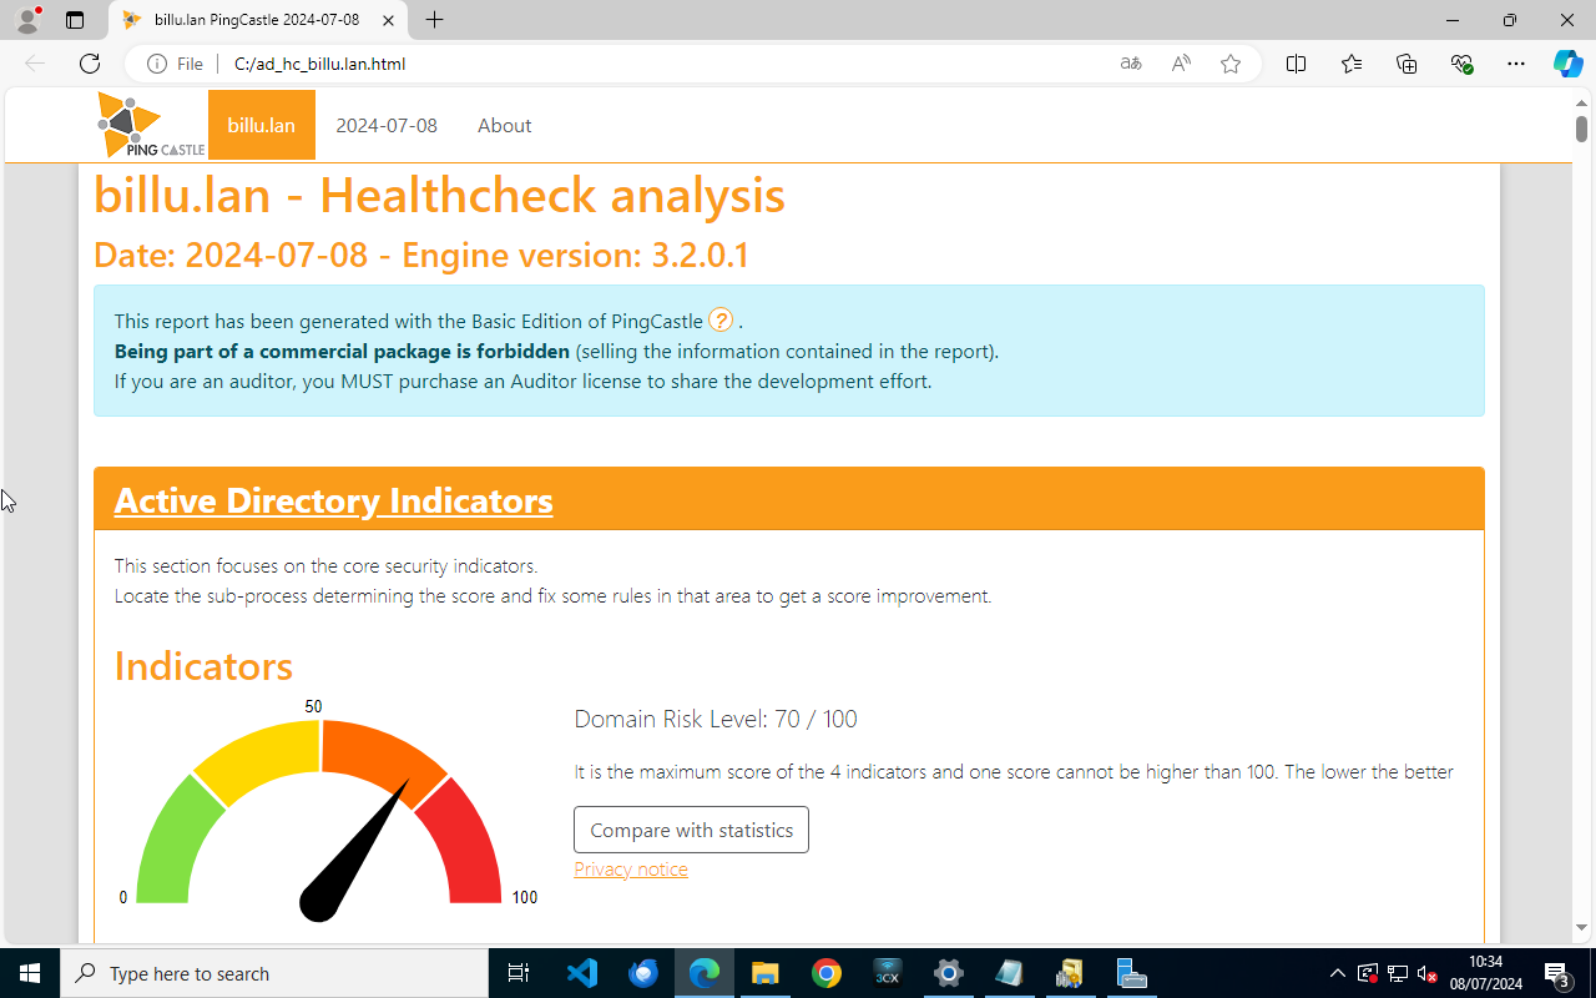 billu.lan PingCastle 2024-07-08
File
C:/ad_hc_billu.lan.html
PING CASTLE
billu.lan
2024-07-08
About
billu.lan - Healthcheck analysis
Date: 2024-07-08 - Engine version: 3.2.0.1
This report has been generated with the Basic Edition of PingCastle ? .
Being part of a commercial package is forbidden (selling the information contained in the report).
If you are an auditor, you MUST purchase an Auditor license to share the development effort.
Active Directory Indicators
This section focuses on the core security indicators.
Locate the sub-process determining the score and fix some rules in that area to get a score improvement.
Indicators
50
0
100
Domain Risk Level: 70 / 100
It is the maximum score of the 4 indicators and one score cannot be higher than 100. The lower the better
Compare with statistics
Privacy notice
Type here to search
3CX
10:34
08/07/2024
3